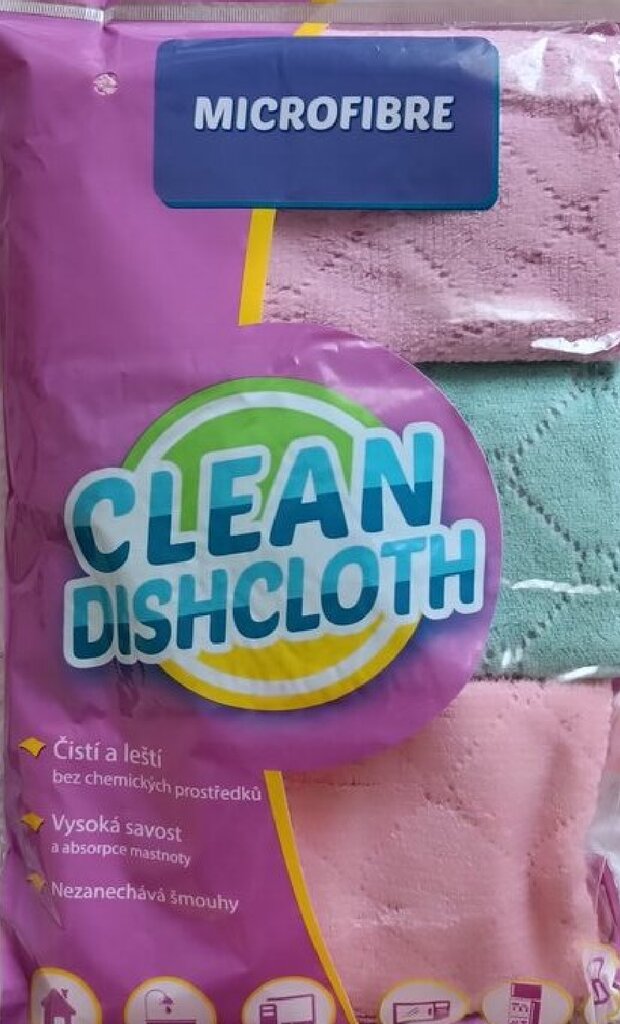 MICROFIBRE
CLEAN
DISHCLOTH
Čistí a leští
bez chemických prostředků
Vysoká savost
a absorpce mastnoty
Nezanechává šmouhy